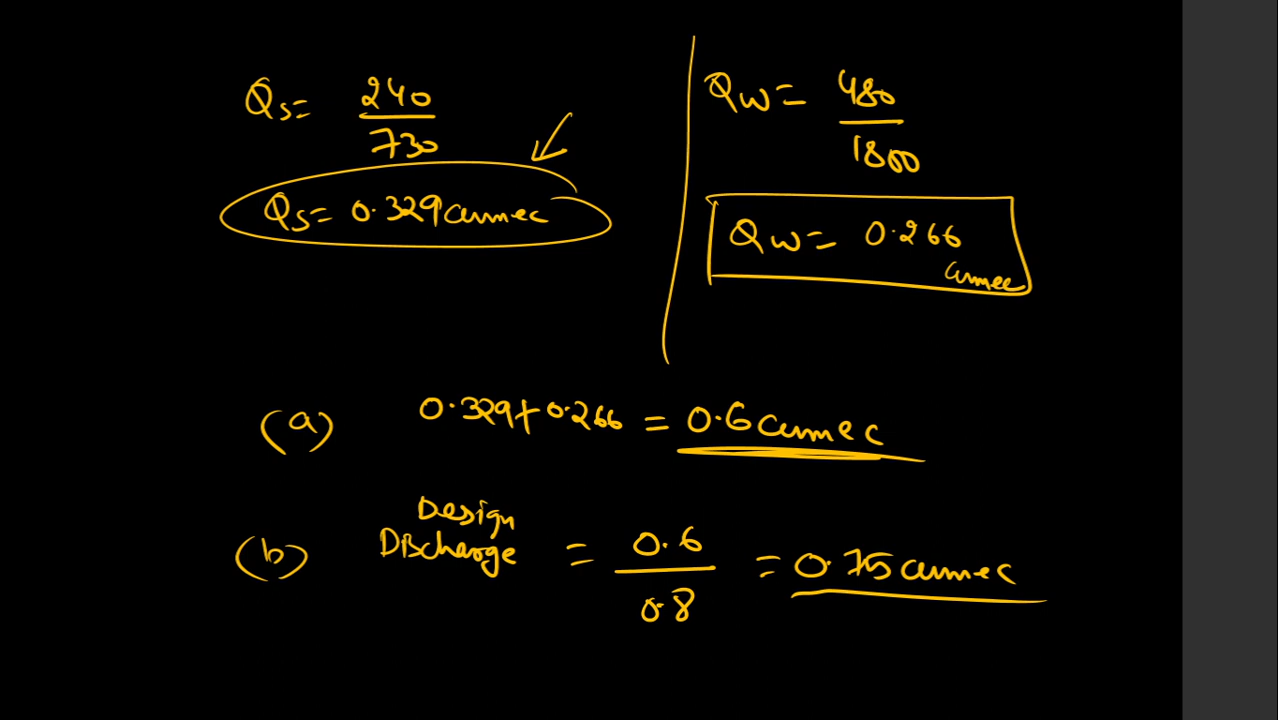 Qs= 240/730
Qs= 0.329 cumec
QW= 480/1800
QW= 0.266
cumec
(a) 0.329+0.266 = 0.6 cumec
(b) Design Discharge = 0.6/0.8 = 0.75 cumec